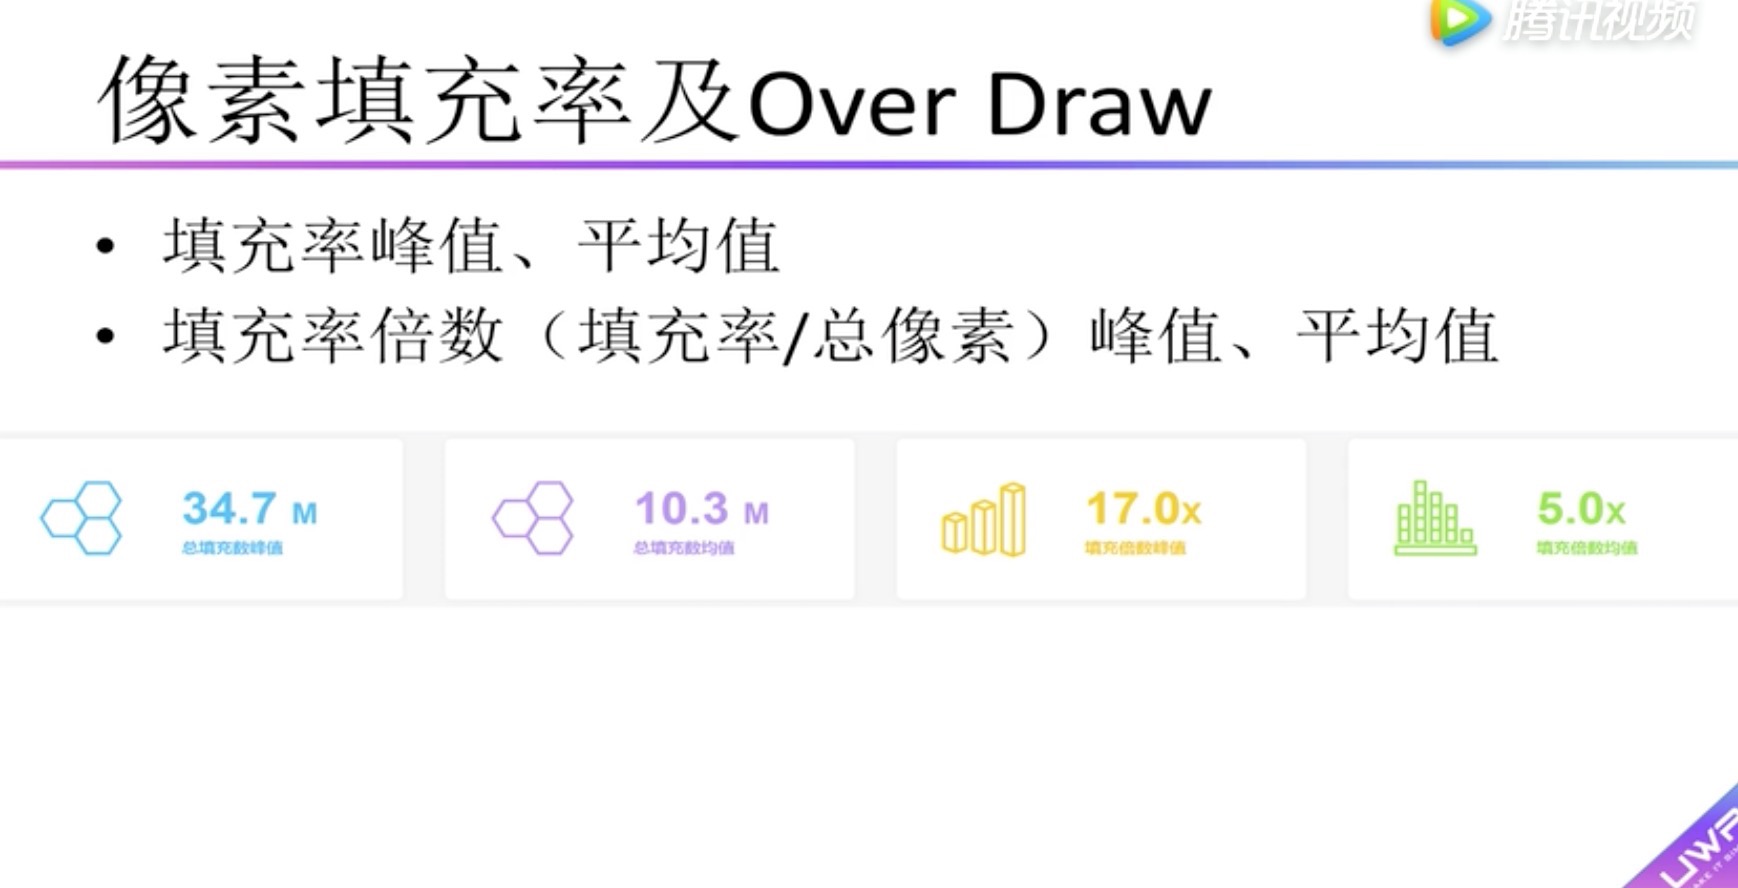 腾讯视频
像素填充率及Over Draw
• 填充率峰值、平均值
• 填充率倍数（填充率/总像素）峰值、平均值
34.7 M
总填充数峰值
10.3 M
总填充数均值
17.0x
填充倍数峰值
5.0x
填充倍数均值
UWA